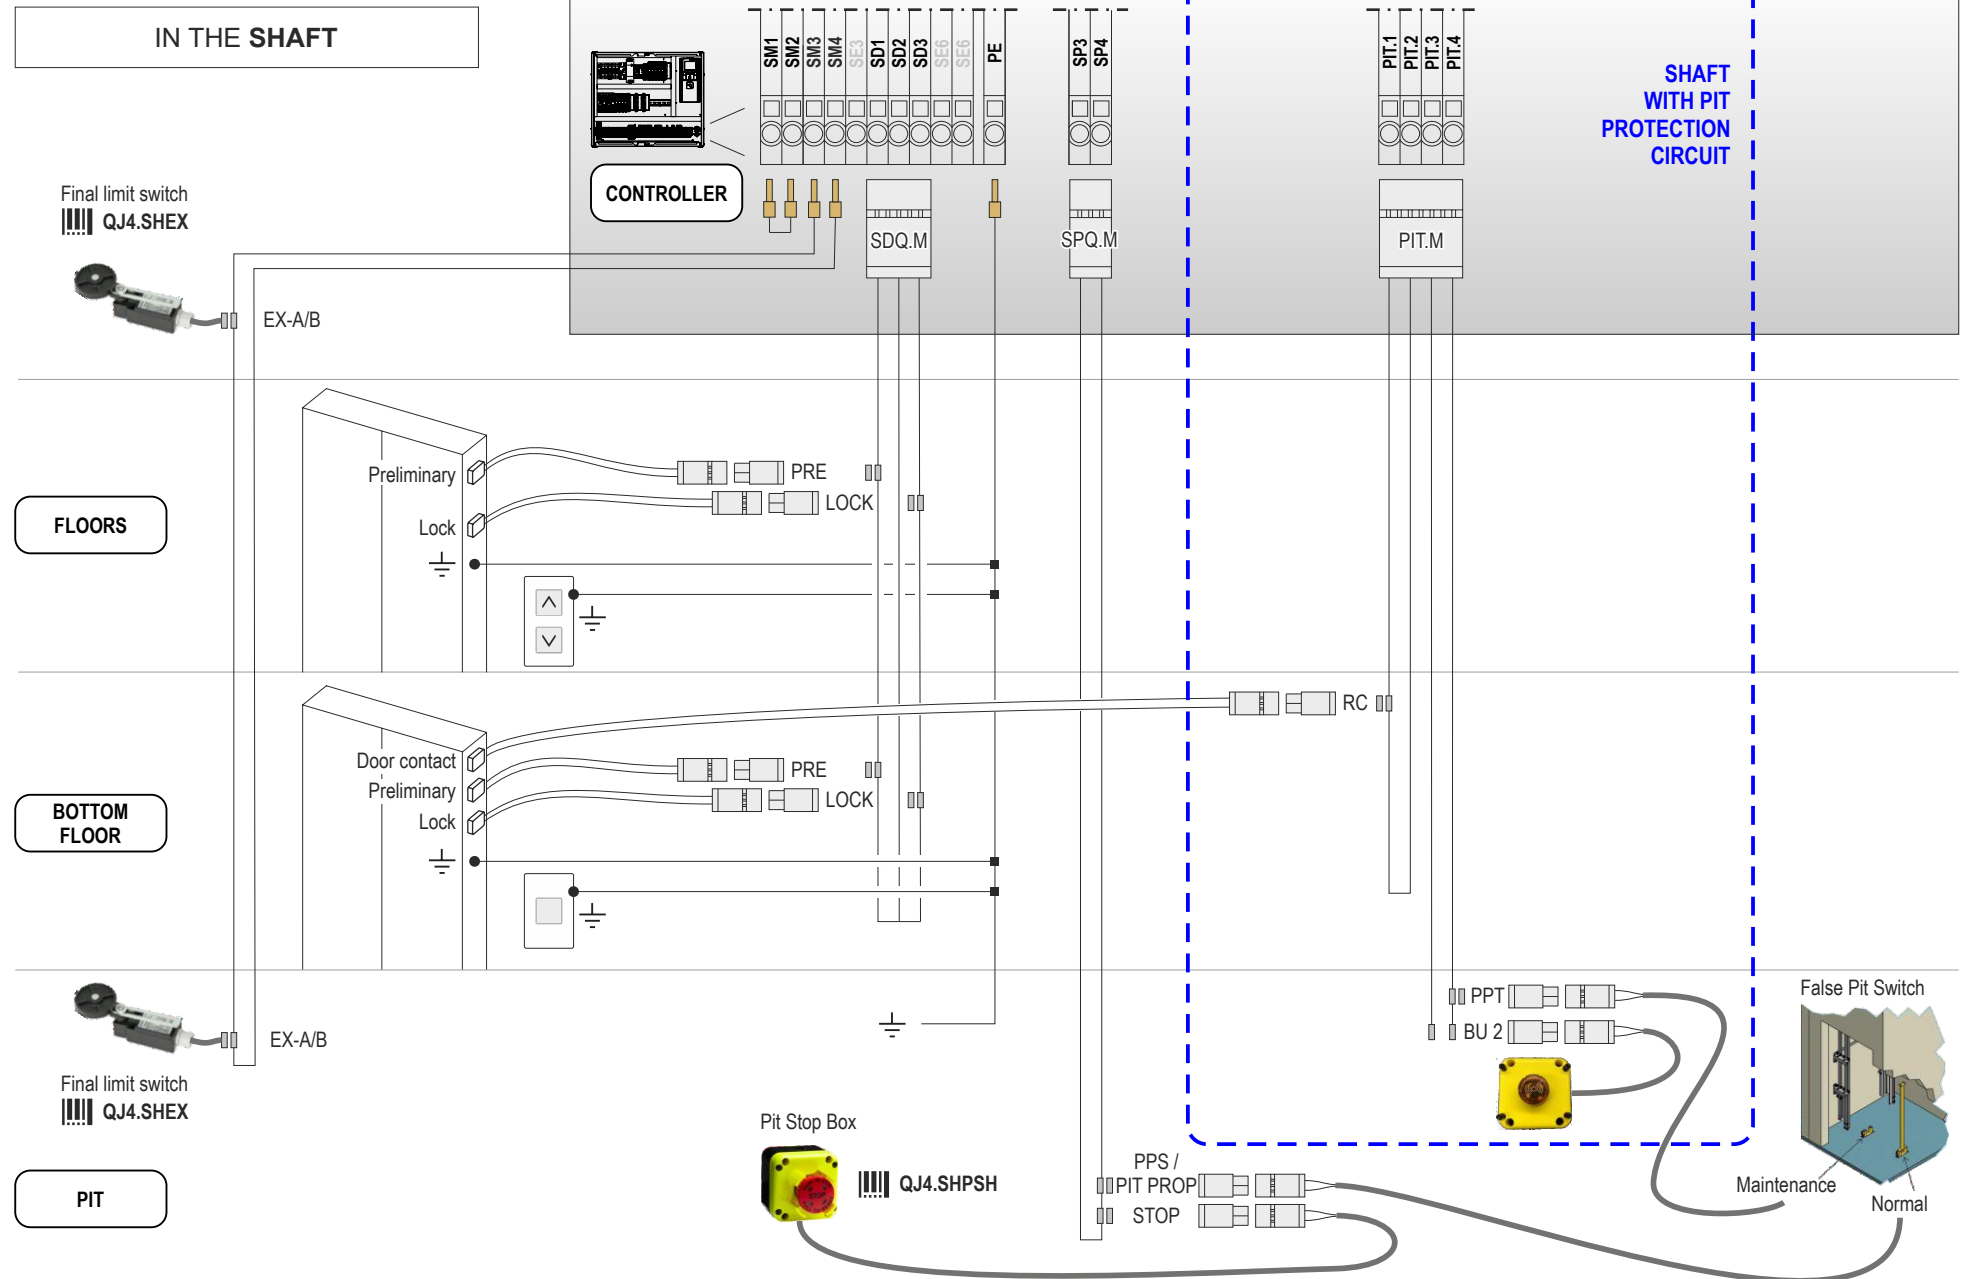 IN THE SHAFT
SM1
SM2
SM3
SM4
SE3
SD1
SD2
SD3
SE6
SE6
PE
SP3
SP4
PIT.1
PIT.2
PIT.3
PIT.4
SHAFT
WITH PIT
PROTECTION
CIRCUIT
CONTROLLER
Final limit switch
QJ4.SHEX
SDQ.M
SPQ.M
PIT.M
EX-A/B
Preliminary
PRE
LOCK
Lock
FLOORS
RC
Door contact
PRE
Preliminary
LOCK
Lock
BOTTOM
FLOOR
PPT
False Pit Switch
BU 2
EX-A/B
Final limit switch
QJ4.SHEX
Pit Stop Box
STOP
QJ4.SHPSH
PPS /
PIT PROP
STOP
Maintenance
Normal
PIT